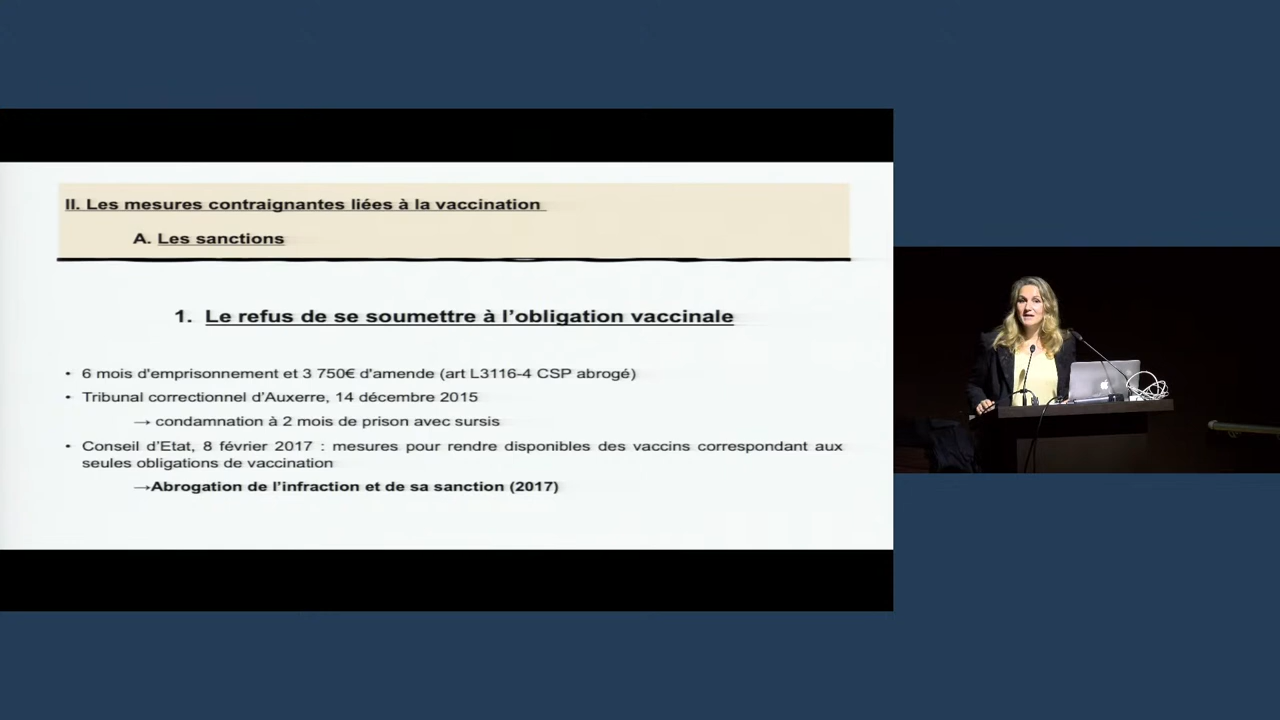 II. Les mesures contraignantes liées à la vaccination
A. Les sanctions
1. Le refus de se soumettre à l'obligation vaccinale
• 6 mois d'emprisonnement et 3 750€ d'amende (art L3116-4 CSP abrogé)
• Tribunal correctionnel d'Auxerre, 14 décembre 2015
→ condamnation à 2 mois de prison avec sursis
• Conseil d'Etat, 8 février 2017 : mesures pour rendre disponibles des vaccins correspondant aux
seules obligations de vaccination
→Abrogation de l'infraction et de sa sanction (2017)